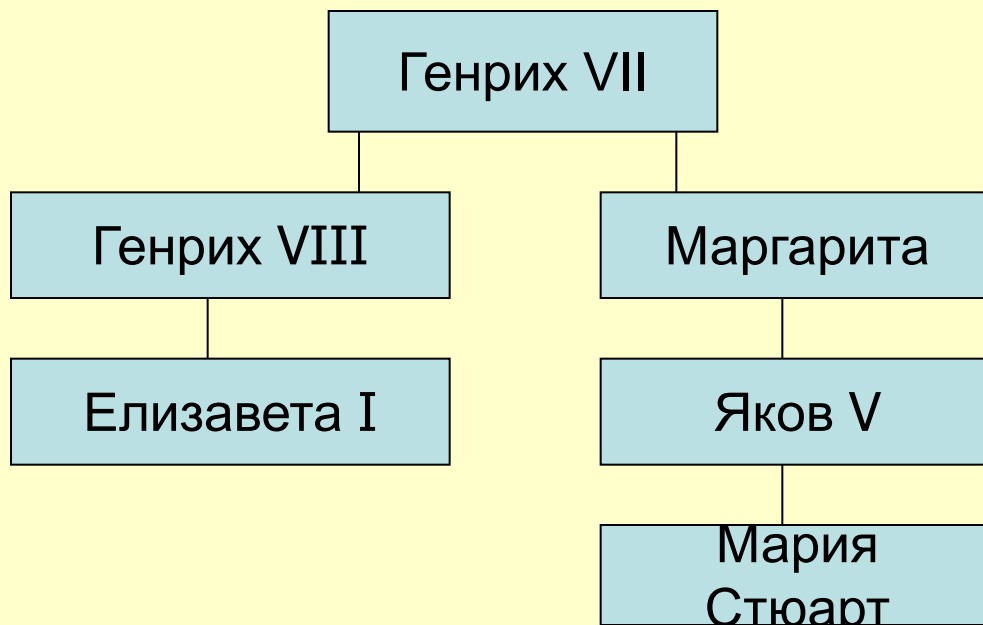 Генрих VII
Генрих VIII
Маргарита
Елизавета I
Яков V
Мария
Стюарт